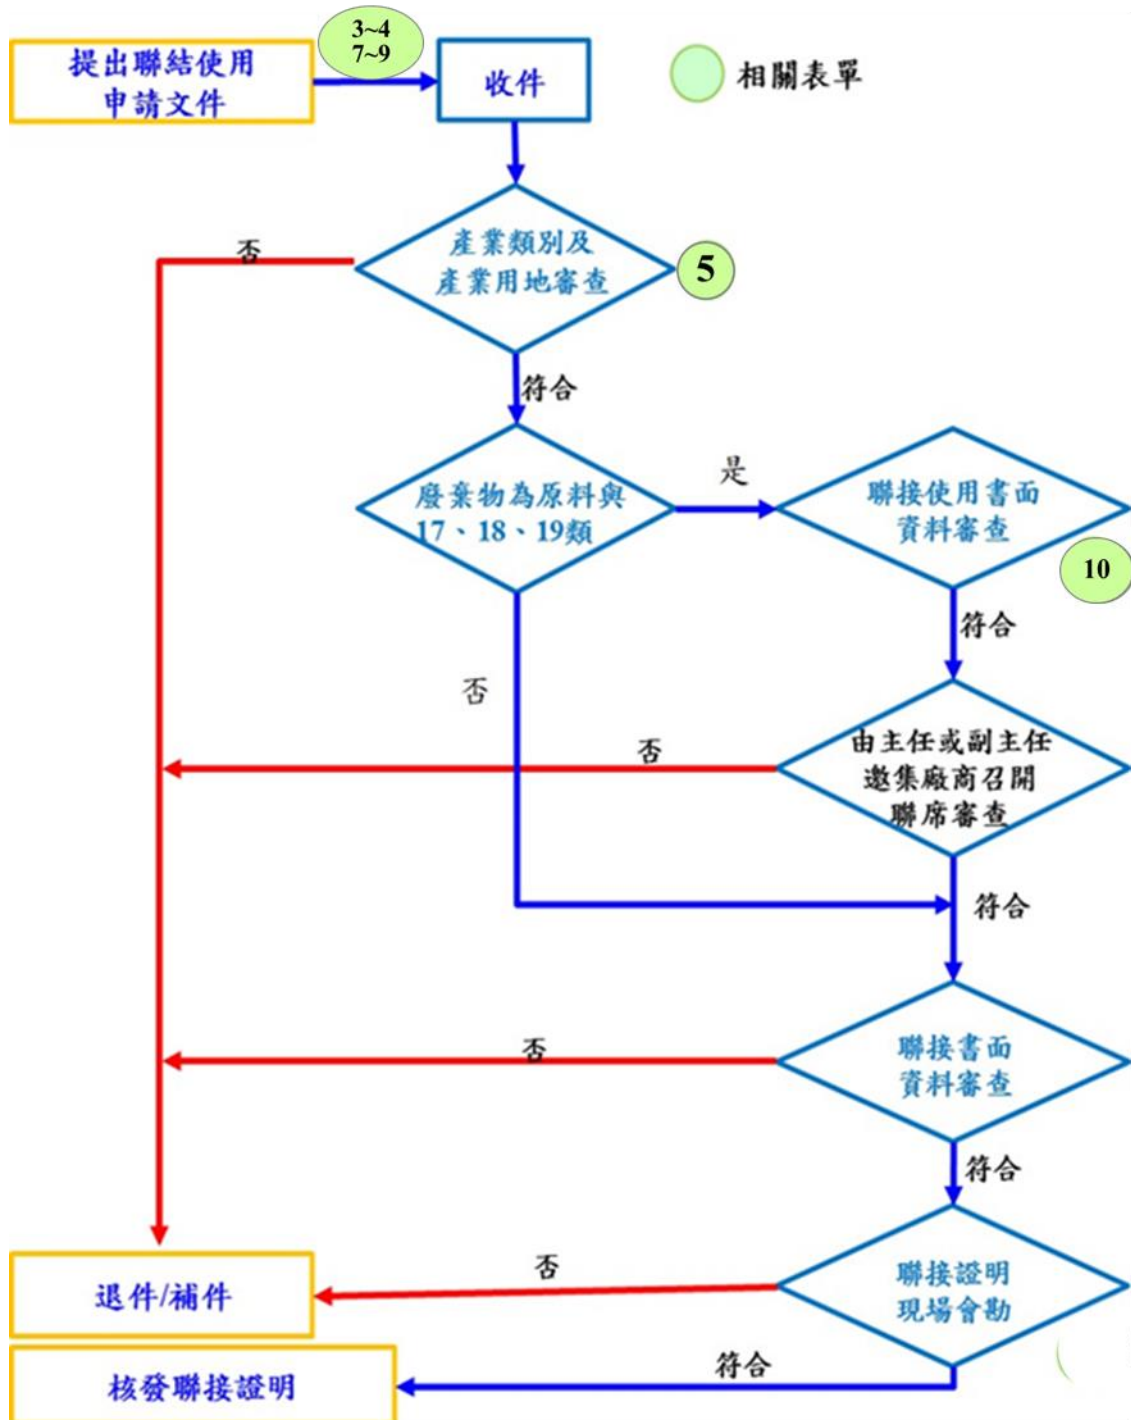 3~4
7~9
提出聯結使用
申請文件
收件
相關表單
否
產業類別及
產業用地審查
5
符合
廢棄物為原料與
17、18、19類
是
聯接使用書面
資料審查
10
符合
否
否
由主任或副主任
邀集廠商召開
聯席審查
符合
否
聯接書面
資料審查
符合
否
聯接證明
現場會勘
退件/補件
符合
核發聯接證明